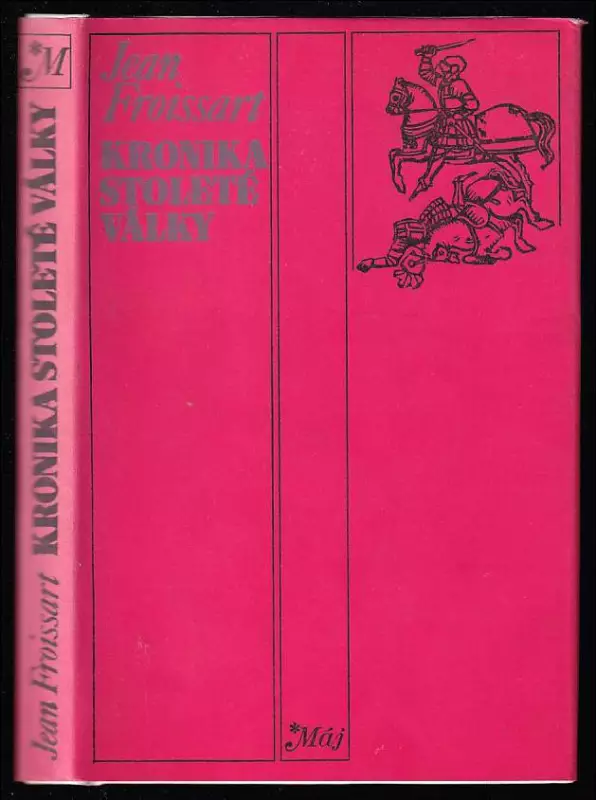 *M
Jean Froissart KRONIKA STOLETÉ VÁLKY
Jean
Froissart
KRONIKA
STOLETÉ
VÁLKY
*Máj